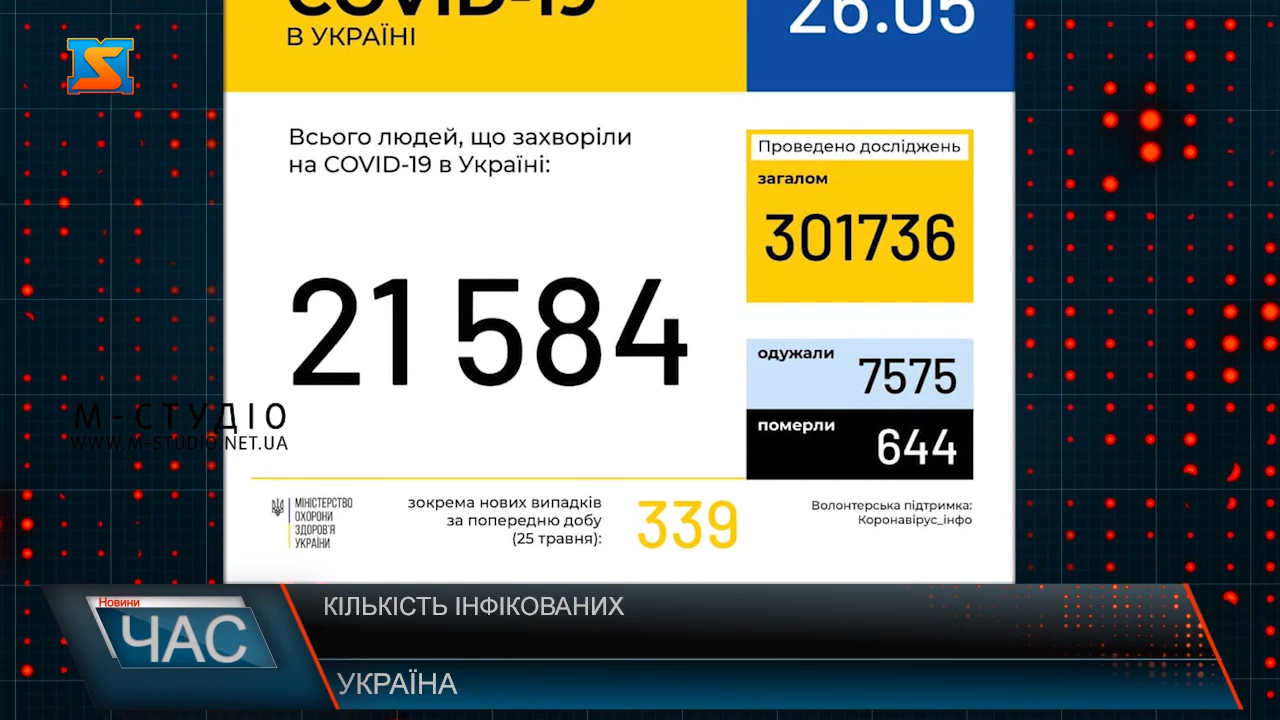 COVID-19
В УКРАЇНІ
26.05
Всього людей, що захворіли
на COVID-19 в Україні:
21 584
Проведено досліджень
загалом
301736
одужали
7575
померли
644
М-СТУДІО
WWW.M-STUDIO.NET.UA
МІНІСТЕРСТВО
ОХОРОНИ
ЗДОРОВ'Я
УКРАЇНИ
зокрема нових випадків
за попередню добу
(25 травня):
339
Волонтерська підтримка:
Коронавірус_інфо
Новини
ЧАС
КІЛЬКІСТЬ ІНФІКОВАНИХ
УКРАЇНА